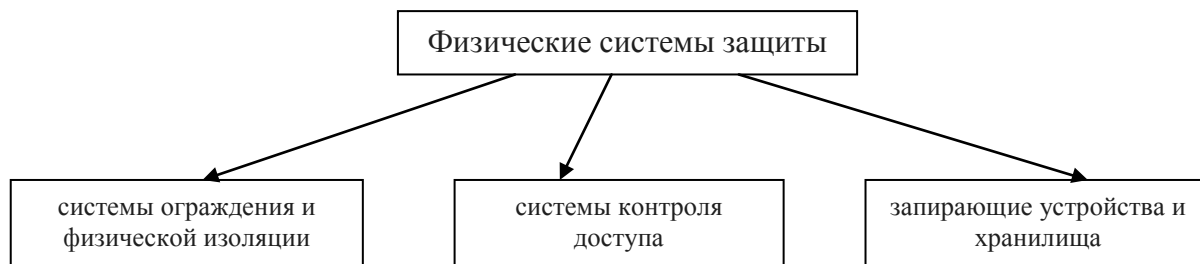 Физические системы защиты
системы ограждения и
физической изоляции
системы контроля
доступа
запирающие устройства и
хранилища